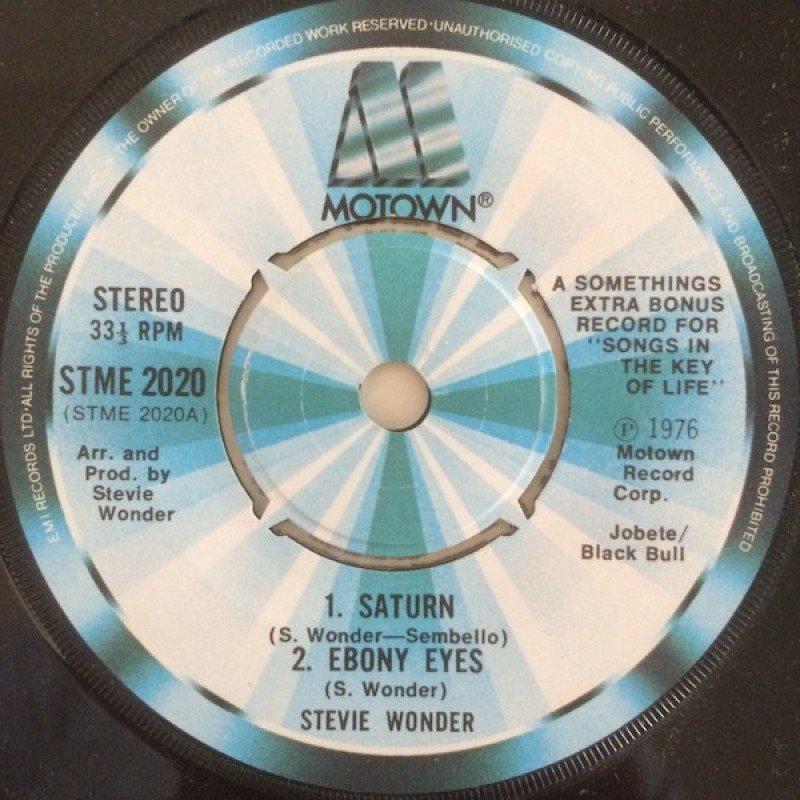 EMI RECORDS LTD·ALL RIGHTS OF THE PRODUCER AND OF THE OWNER OF THE RECORDED WORK RESERVED·UNAUTHORISED COPYING PUBLIC PERFORMANCE AND BROADCASTING OF THIS RECORD PROHIBITED
MOTOWN®
STEREO
33⅓ RPM
STME 2020
(STME 2020A)
Arr. and
Prod. by
Stevie
Wonder
A SOMETHINGS
EXTRA BONUS
RECORD FOR
"SONGS IN
THE KEY
OF LIFE"
℗ 1976
Motown
Record
Corp.
Jobete/
Black Bull
1. SATURN
(S. Wonder—Sembello)
2. EBONY EYES
(S. Wonder)
STEVIE WONDER